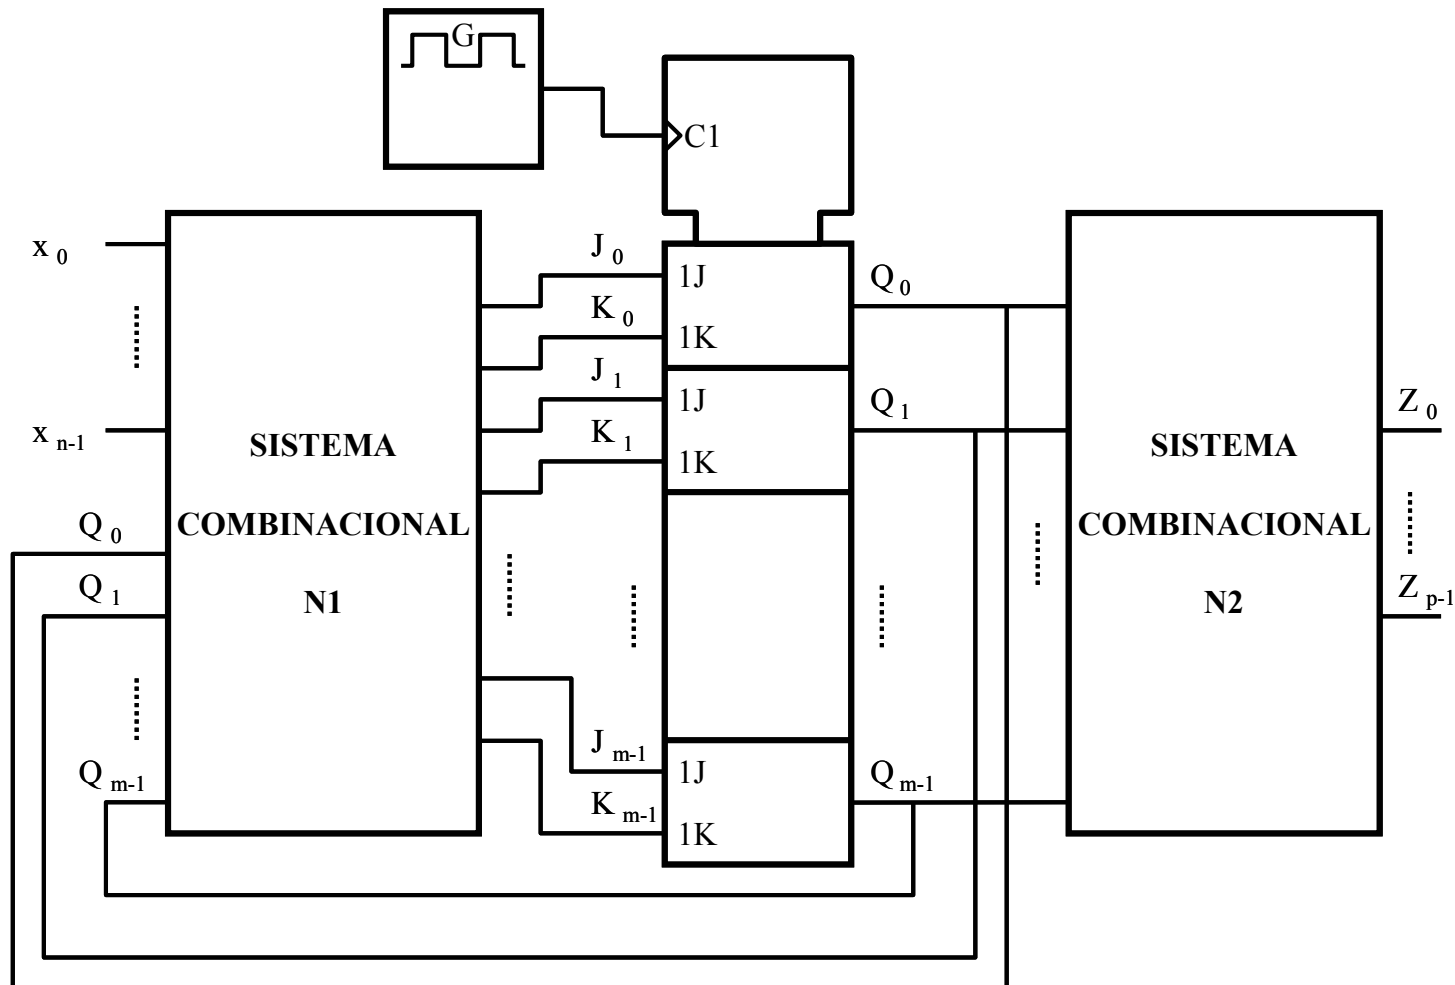 G
C1
x 0
x n-1
Q 0
Q 1
Q m-1
SISTEMA
COMBINACIONAL
N1
J 0
K 0
J 1
K 1
J m-1
K m-1
1J
1K
1J
1K
1J
1K
Q 0
Q 1
Q m-1
SISTEMA
COMBINACIONAL
N2
Z 0
Z p-1